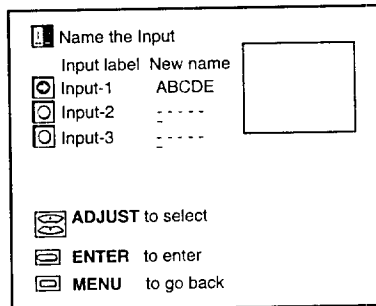 Name the Input
Input label New name
Input-1 ABCDE
Input-2 - - - - -
Input-3 - - - - -
ADJUST to select
ENTER to enter
MENU to go back